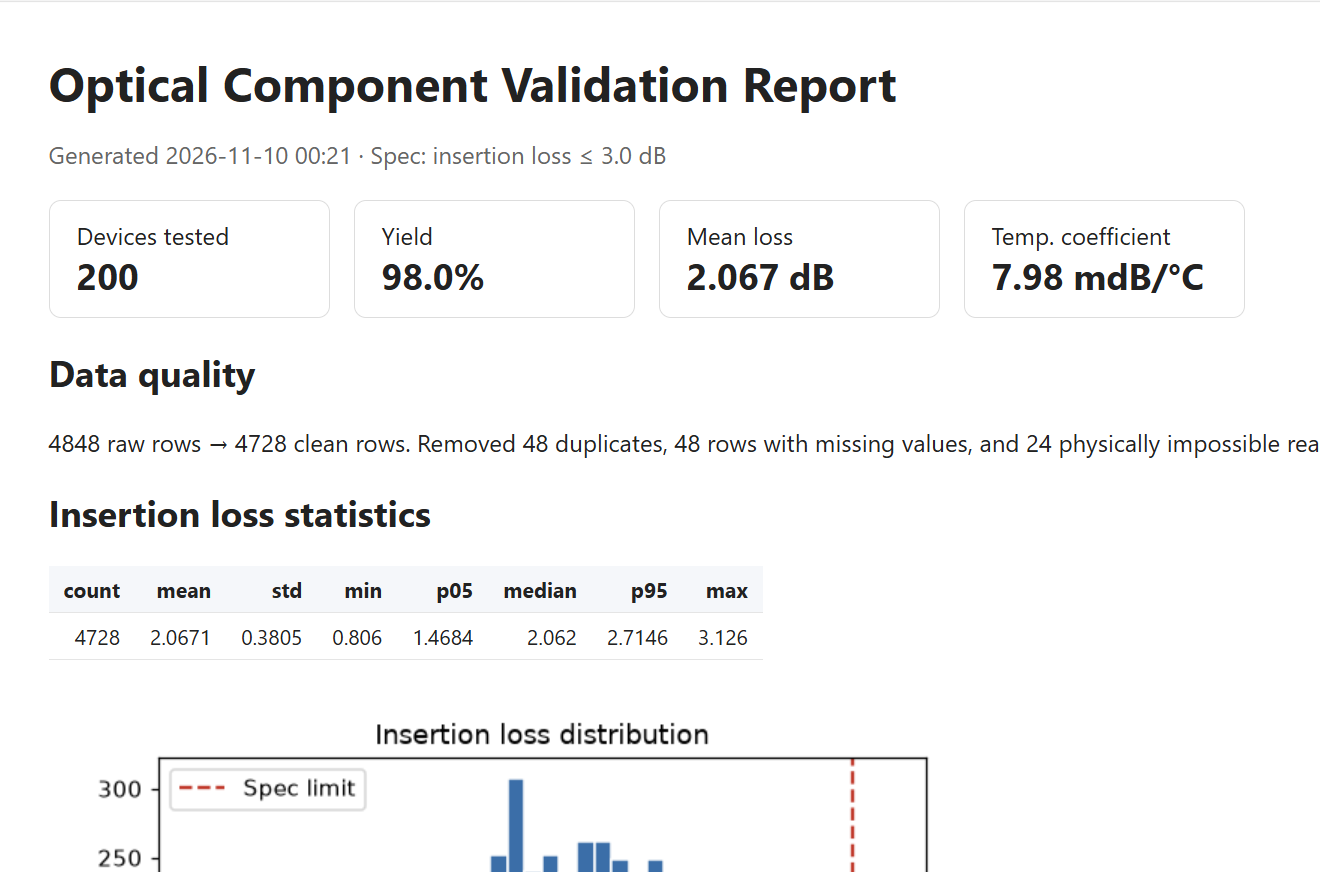 Optical Component Validation Report
Generated 2026-11-10 00:21 · Spec: insertion loss ≤ 3.0 dB
Devices tested
200
Yield
98.0%
Mean loss
2.067 dB
Temp. coefficient
7.98 mdB/°C
Data quality
4848 raw rows → 4728 clean rows. Removed 48 duplicates, 48 rows with missing values, and 24 physically impossible rea
Insertion loss statistics
count mean std min p05 median p95 max
4728 2.0671 0.3805 0.806 1.4684 2.062 2.7146 3.126
Insertion loss distribution
Spec limit
300
250